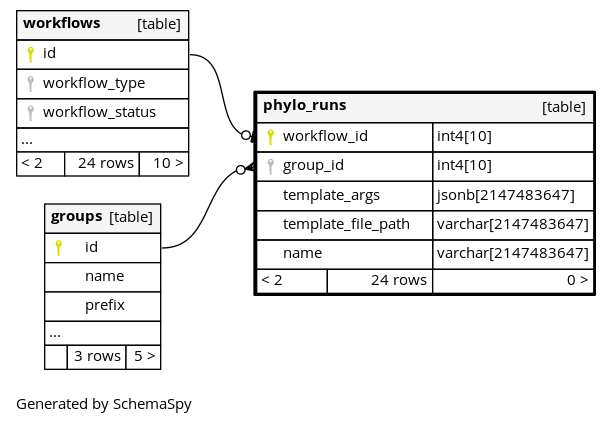 workflows [table]
id
workflow_type
workflow_status
...
< 2 24 rows 10 >
phylo_runs [table]
workflow_id int4[10]
group_id int4[10]
template_args jsonb[2147483647]
template_file_path varchar[2147483647]
name varchar[2147483647]
< 2 24 rows 0 >
groups [table]
id
name
prefix
...
3 rows 5 >
Generated by SchemaSpy